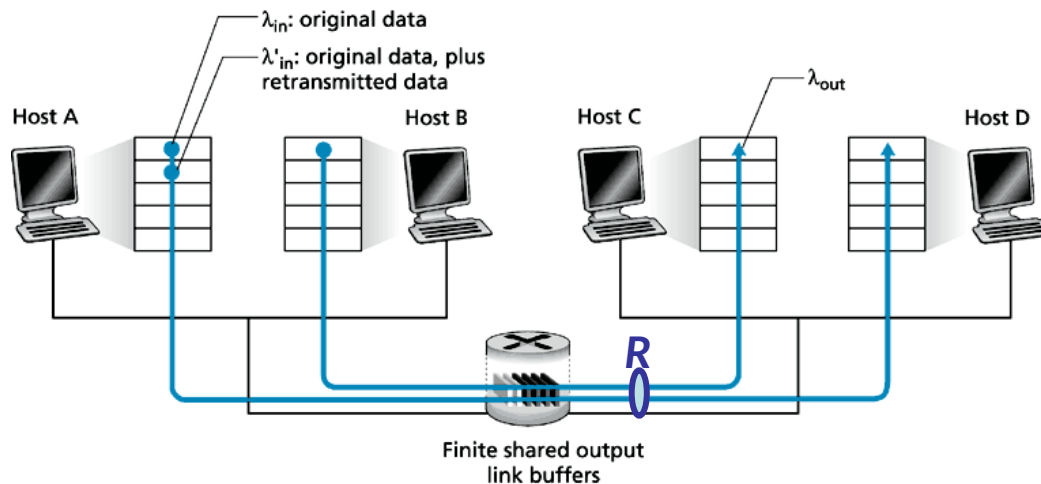 λin: original data
λ'in: original data, plus
retransmitted data
λout
Host A
Host B
Host C
Host D
R
Finite shared output
link buffers